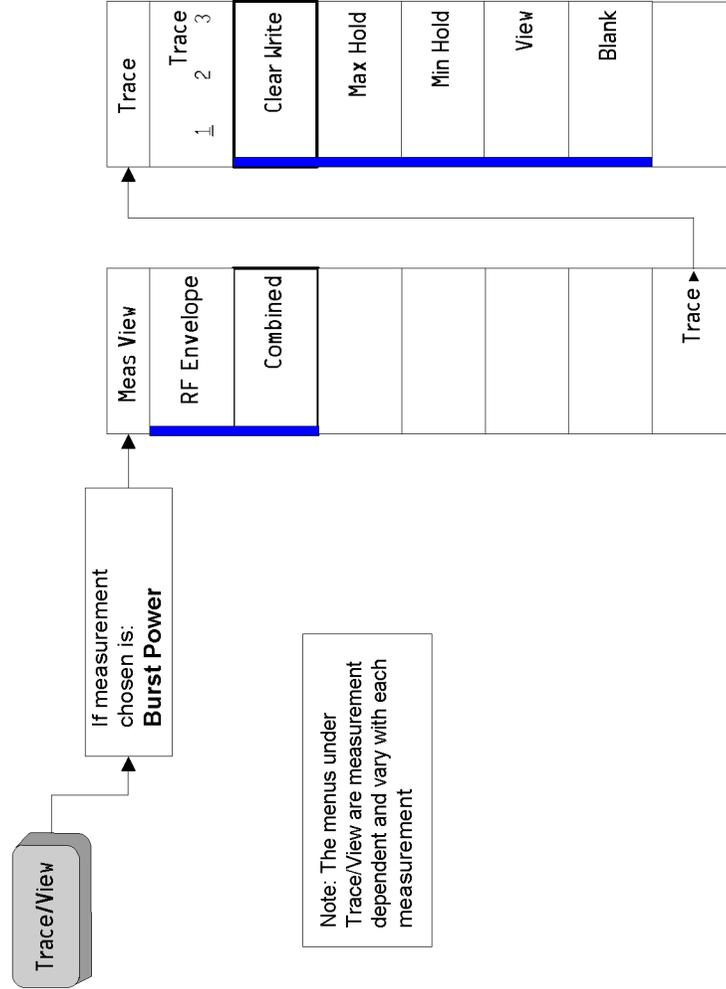 Trace/View
If measurement
chosen is:
Burst Power
Note: The menus under
Trace/View are measurement
dependent and vary with each
measurement
Meas View
RF Envelope
Combined
Trace
Trace
Trace
1 2 3
Clear Write
Max Hold
Min Hold
View
Blank